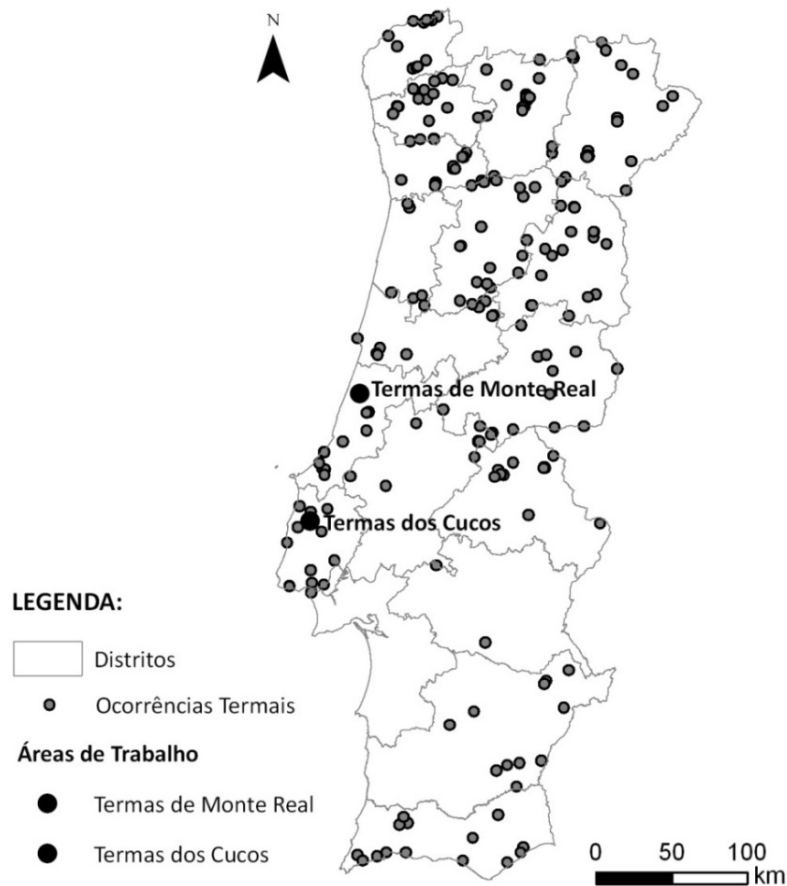 N
Termas de Monte Real
Termas dos Cucos
LEGENDA:
Distritos
Ocorrências Termais
Áreas de Trabalho
Termas de Monte Real
Termas dos Cucos
0 50 100
km